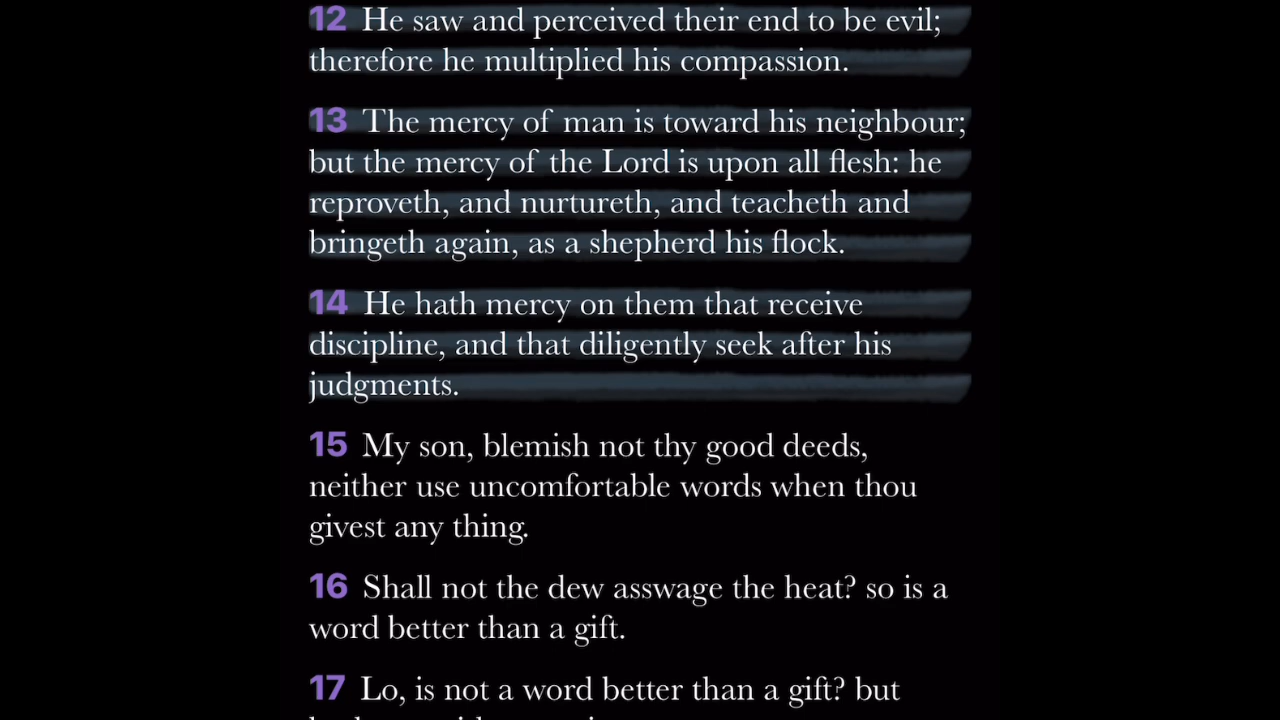 12 He saw and perceived their end to be evil;
therefore he multiplied his compassion.
13 The mercy of man is toward his neighbour;
but the mercy of the Lord is upon all flesh: he
reproveth, and nurtureth, and teacheth and
bringeth again, as a shepherd his flock.
14 He hath mercy on them that receive
discipline, and that diligently seek after his
judgments.
15 My son, blemish not thy good deeds,
neither use uncomfortable words when thou
givest any thing.
16 Shall not the dew asswage the heat? so is a
word better than a gift.
17 Lo, is not a word better than a gift? but